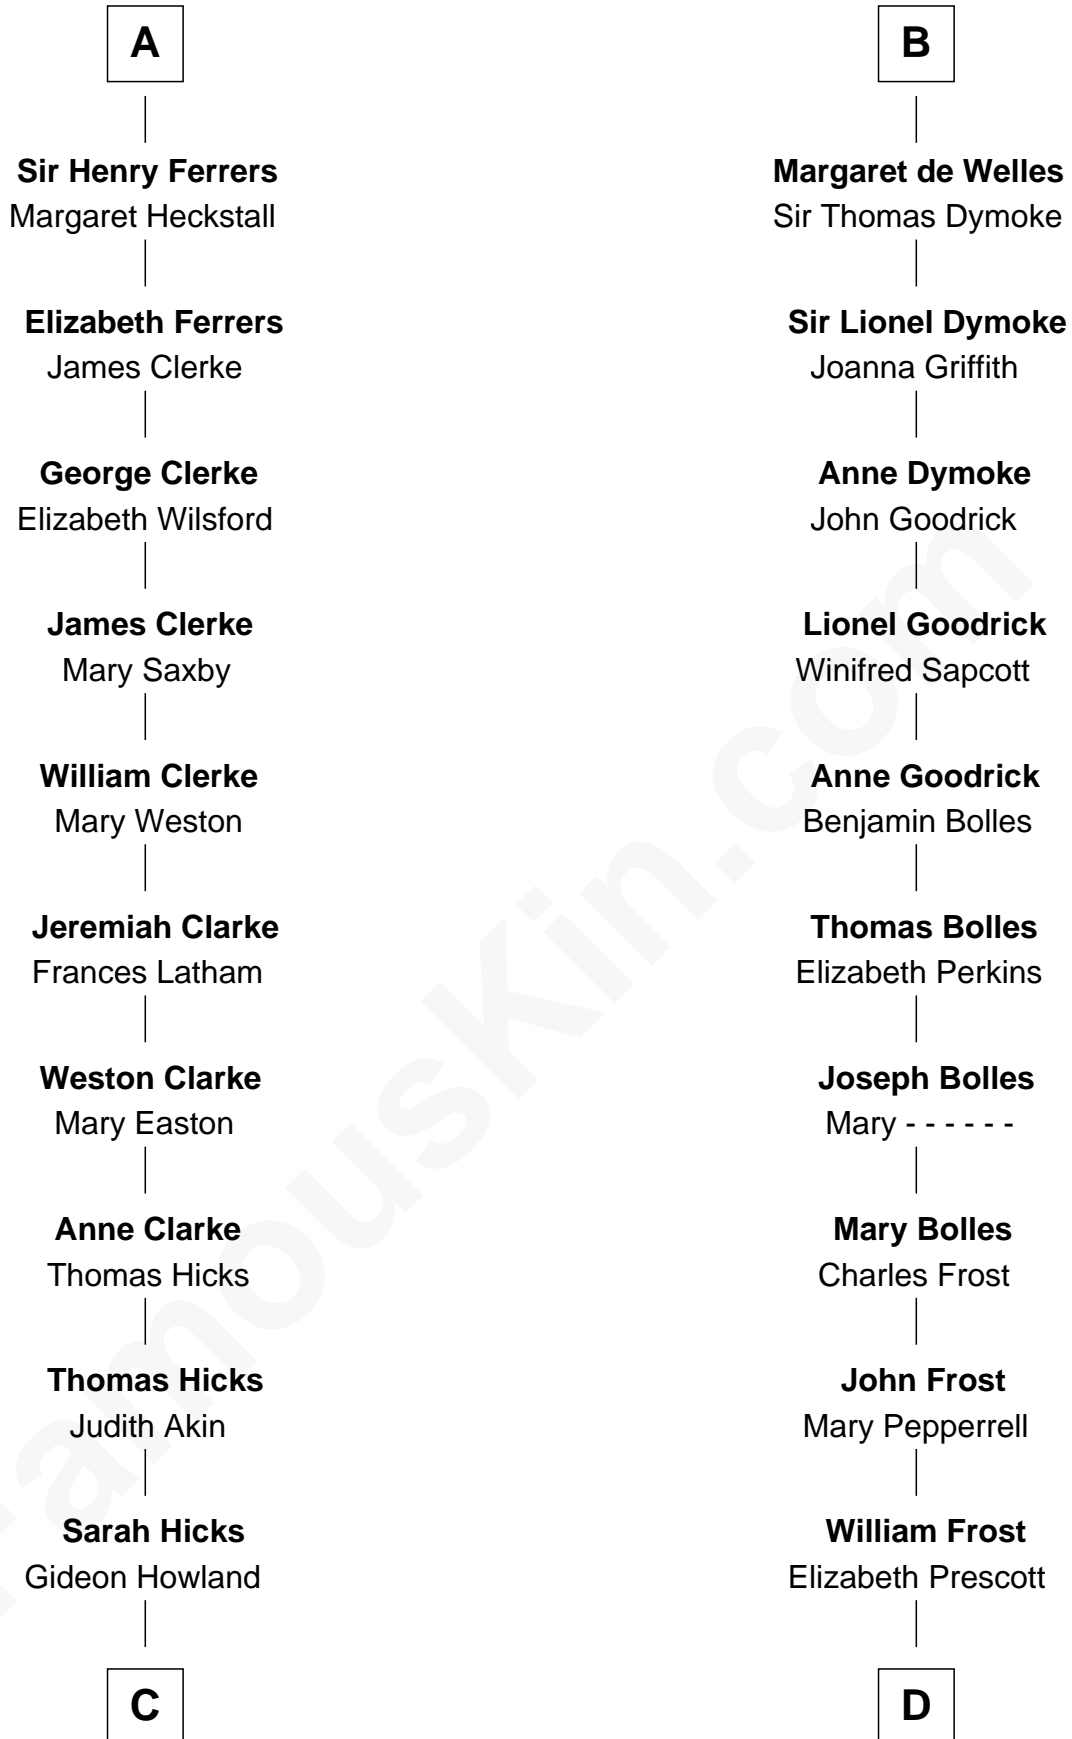 A
Sir Henry Ferrers
Margaret Heckstall
Elizabeth Ferrers
James Clerke
George Clerke
Elizabeth Wilsford
James Clerke
Mary Saxby
William Clerke
Mary Weston
Jeremiah Clarke
Frances Latham
Weston Clarke
Mary Easton
Anne Clarke
Thomas Hicks
Thomas Hicks
Judith Akin
Sarah Hicks
Gideon Howland
C
B
Margaret de Welles
Sir Thomas Dymoke
Sir Lionel Dymoke
Joanna Griffith
Anne Dymoke
John Goodrick
Lionel Goodrick
Winifred Sapcott
Anne Goodrick
Benjamin Bolles
Thomas Bolles
Elizabeth Perkins
Joseph Bolles
Mary - - - - - -
Mary Bolles
Charles Frost
John Frost
Mary Pepperrell
William Frost
Elizabeth Prescott
D
FamousKin.com